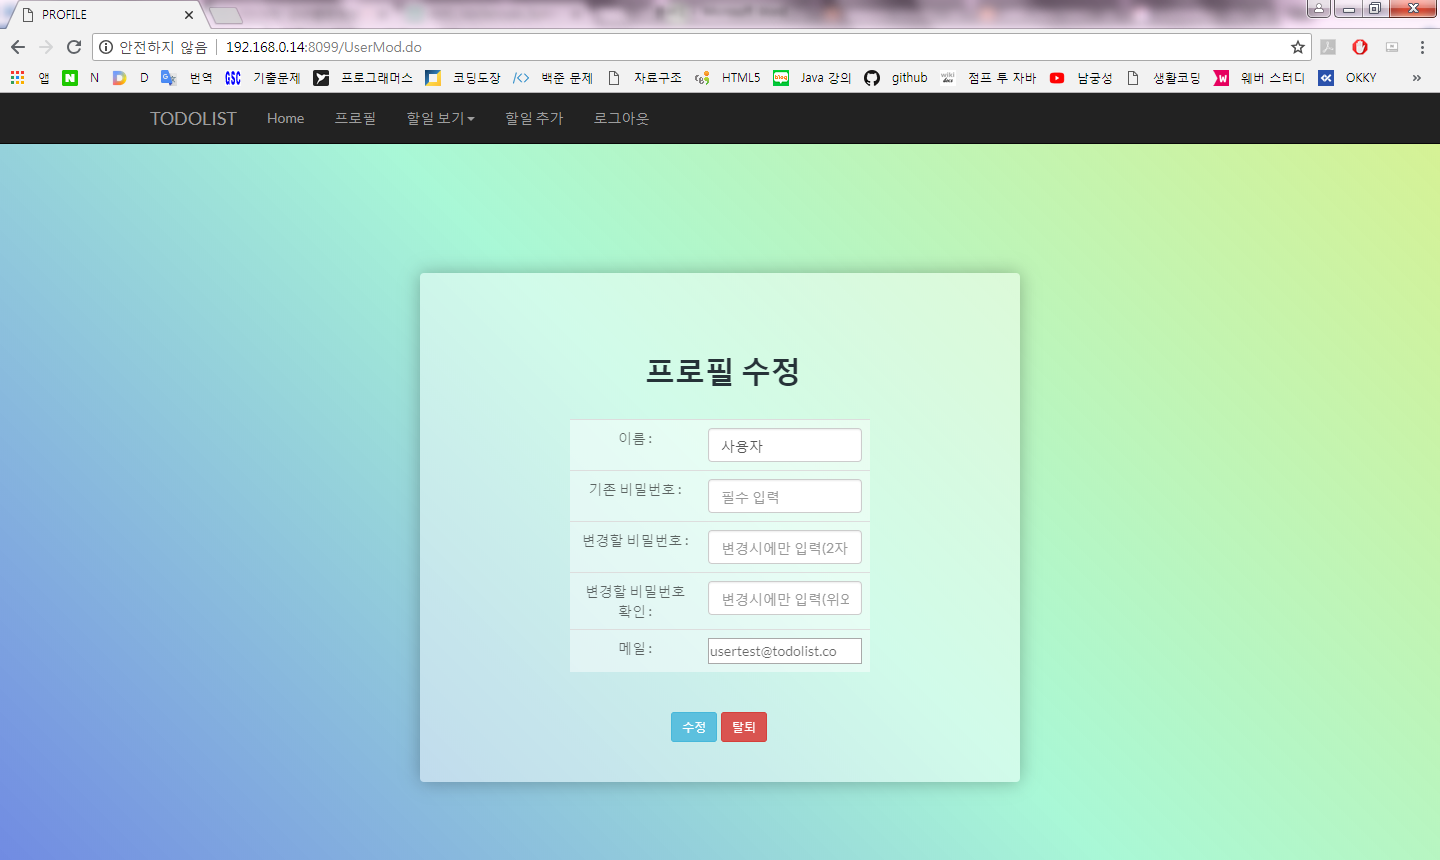 PROFILE
안전하지 않음 192.168.0.14:8099/UserMod.do
앱 N D 번역 GSC 기출문제 프로그래머스 코딩도장 백준 문제 자료구조 HTML5 blog Java 강의 github wiki docs 점프 투 자바 남궁성 생활코딩 웨버 스터디 OKKY »
TODOLIST Home 프로필 할일 보기 할일 추가 로그아웃
프로필 수정
이름 : 사용자
기존 비밀번호 : 필수 입력
변경할 비밀번호 : 변경시에만 입력(2자
변경할 비밀번호 변경시에만 입력(위오
확인 :
메일 : usertest@todolist.co
수정 탈퇴